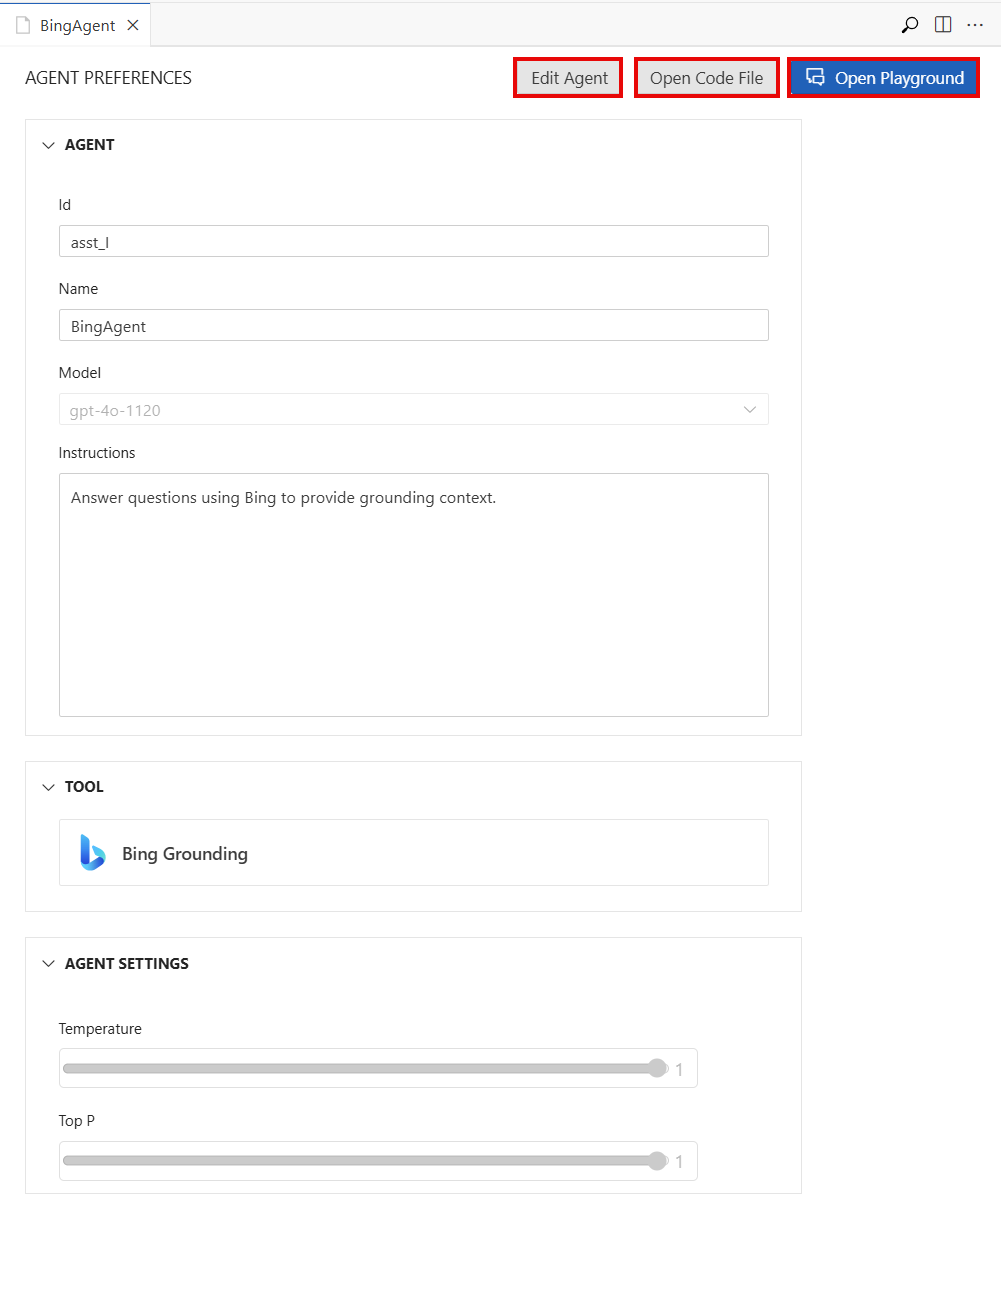 BingAgent
AGENT PREFERENCES
Edit Agent
Open Code File
Open Playground
AGENT
Id
asst_l
Name
BingAgent
Model
gpt-4o-1120
Instructions
Answer questions using Bing to provide grounding context.
TOOL
Bing Grounding
AGENT SETTINGS
Temperature
1
Top P
1